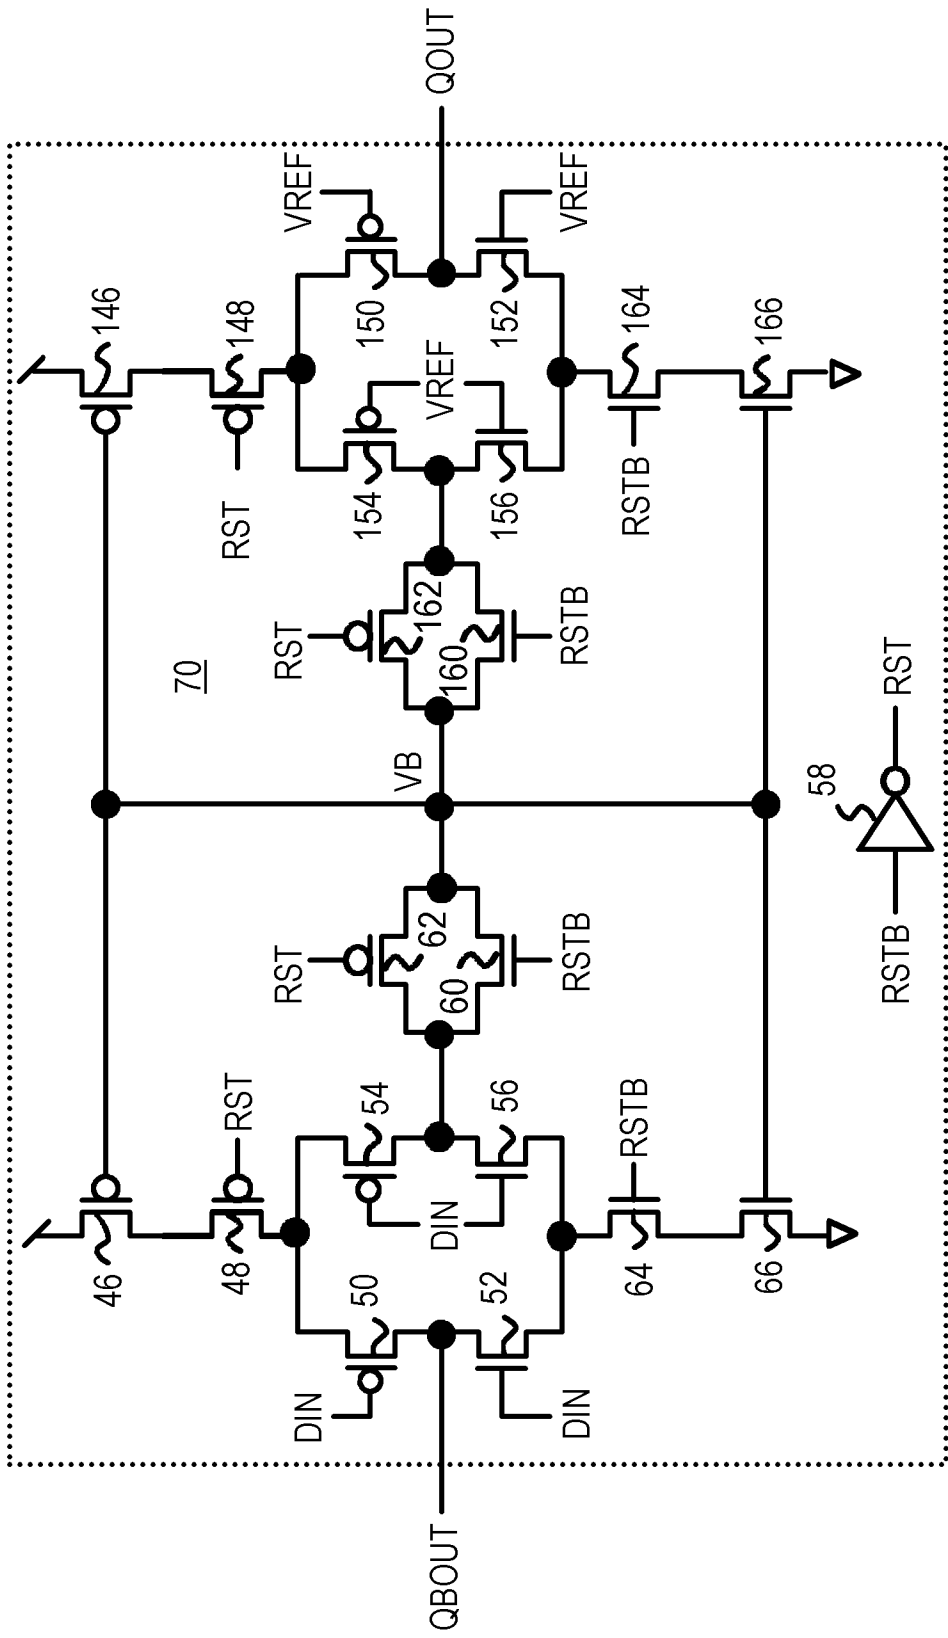 QOUT
VREF
VREF
146
148
150
152
164
166
VREF
154
156
RSTB
RST
RST
162
160
RSTB
70
VB
58
RST
RSTB
RST
62
60
RSTB
RST
54
56
RSTB
DIN
46
48
50
52
64
66
DIN
DIN
QBOUT